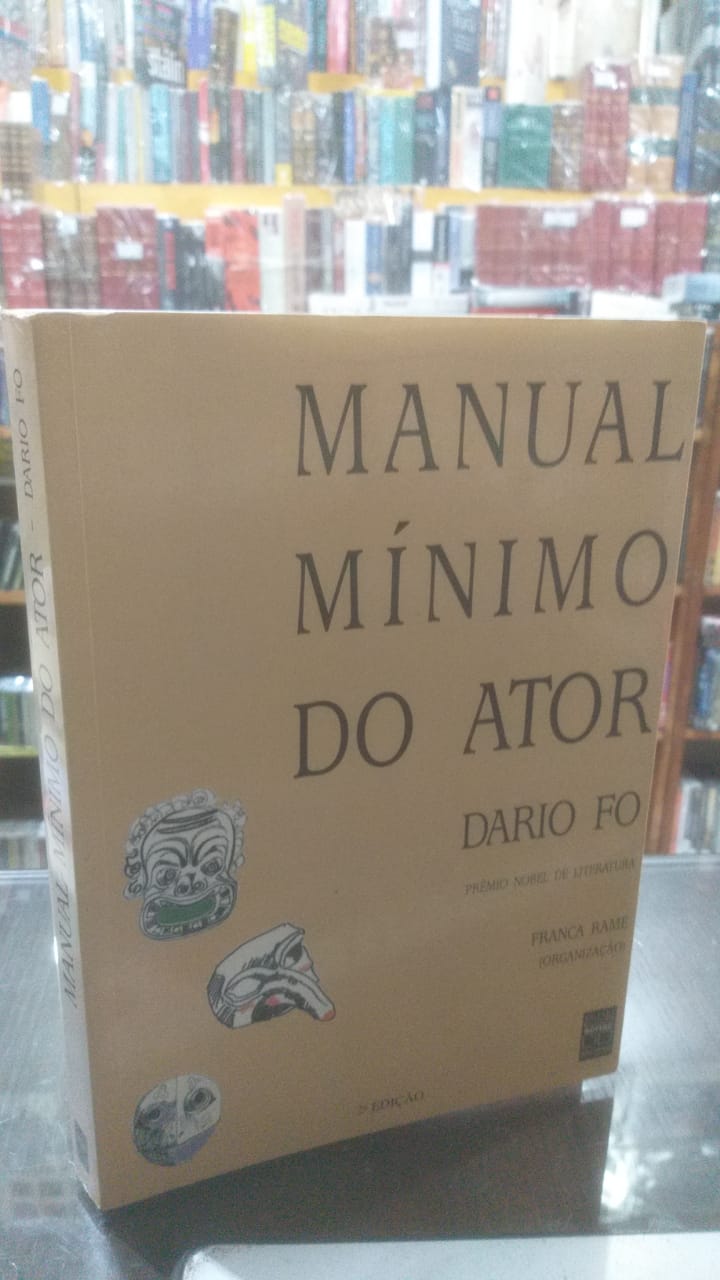 MANUAL
MÍNIMO
DO ATOR
DARIO FO
PRÊMIO NOBEL DE LITERATURA
FRANCA RAME
(ORGANIZAÇÃO)
2ª EDIÇÃO
MANUAL MÍNIMO DO ATOR - DARIO FO